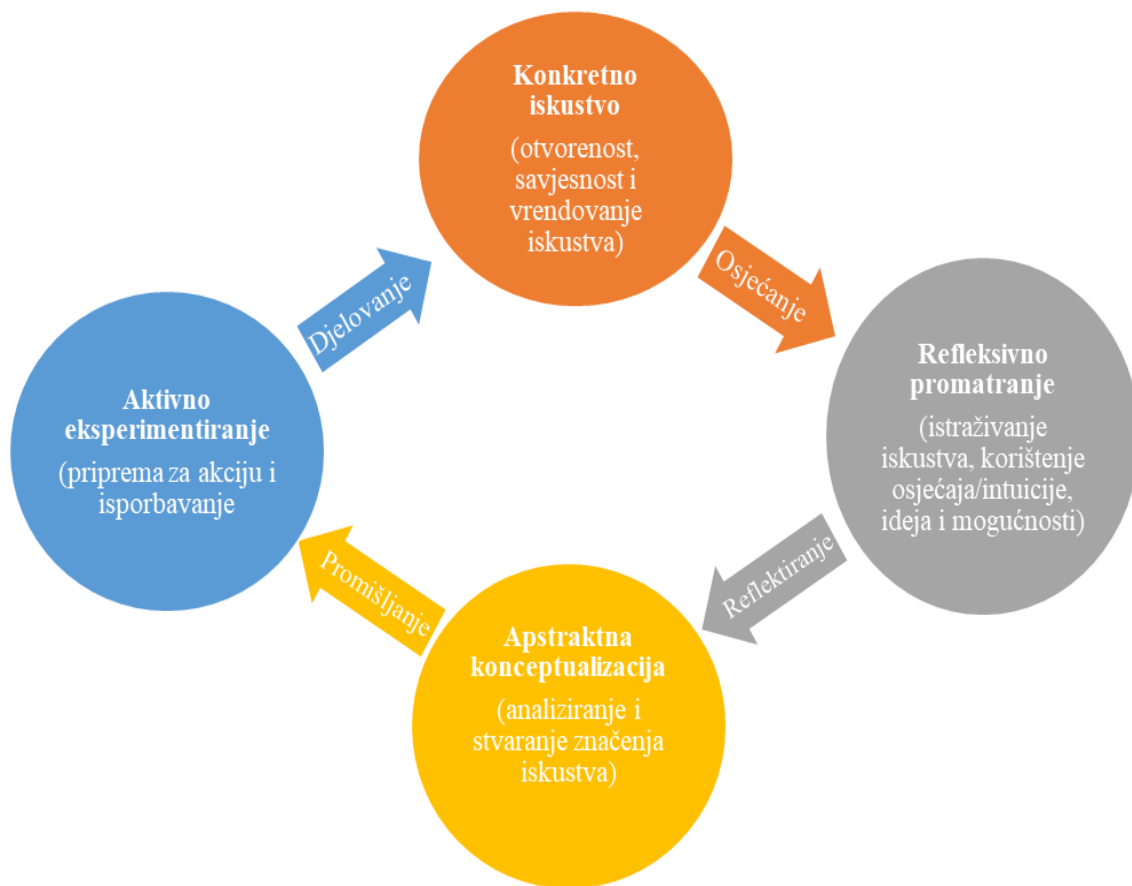 Konkretno
iskustvo
(otvorenost,
savjesnost i
vrendovanje
iskustva)
Osjećanje
Refleksivno
promatranje
(istraživanje
iskustva, korištenje
osjećaja/intuicije,
ideja i mogućnosti)
Reflektiranje
Apstraktna
konceptualizacija
(analiziranje i
stvaranje značenja
iskustva)
Promišljanje
Aktivno
eksperimentiranje
(priprema za akciju i
isporbavanje
Djelovanje